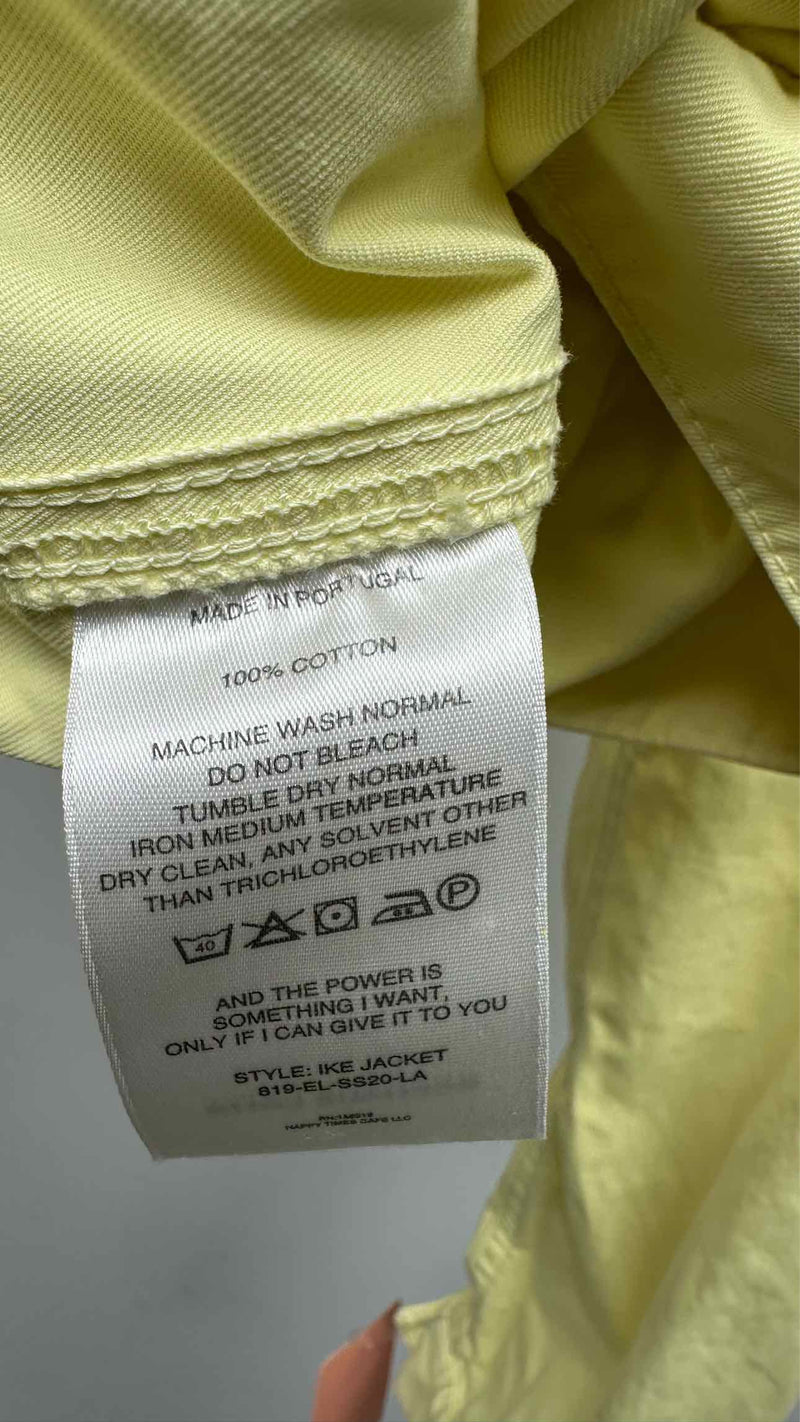 MADE IN PORTUGAL
100% COTTON
MACHINE WASH NORMAL
DO NOT BLEACH
TUMBLE DRY NORMAL
IRON MEDIUM TEMPERATURE
DRY CLEAN, ANY SOLVENT OTHER
THAN TRICHLOROETHYLENE
40 P
AND THE POWER IS
SOMETHING I WANT,
ONLY IF I CAN GIVE IT TO YOU
STYLE: IKE JACKET
819-EL-SS20-LA
HAPPY TIMES CAFE LLC